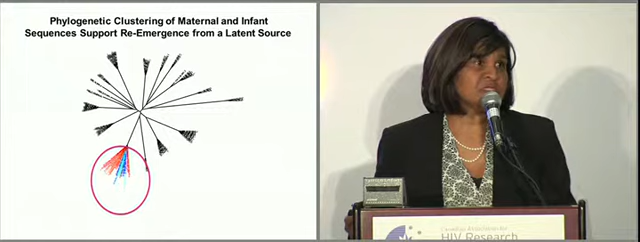 Phylogenetic Clustering of Maternal and Infant
Sequences Support Re-Emergence from a Latent Source
HIV Research